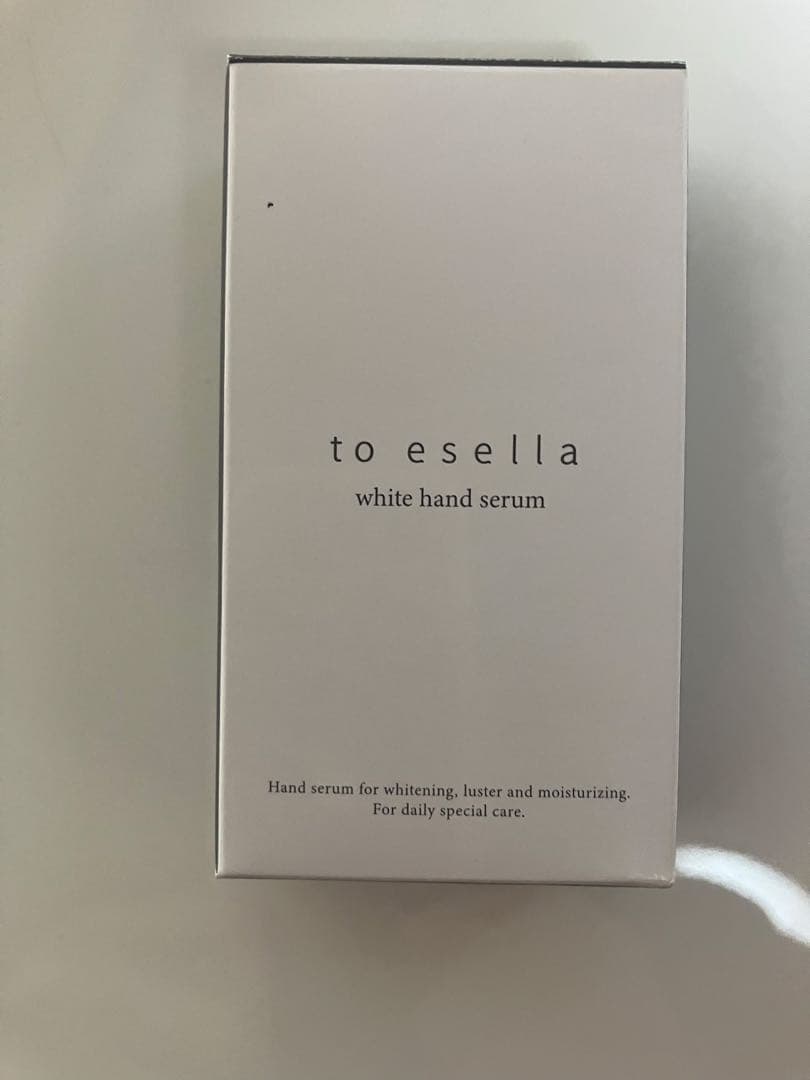 to esella
white hand serum
Hand serum for whitening, luster and moisturizing.
For daily special care.